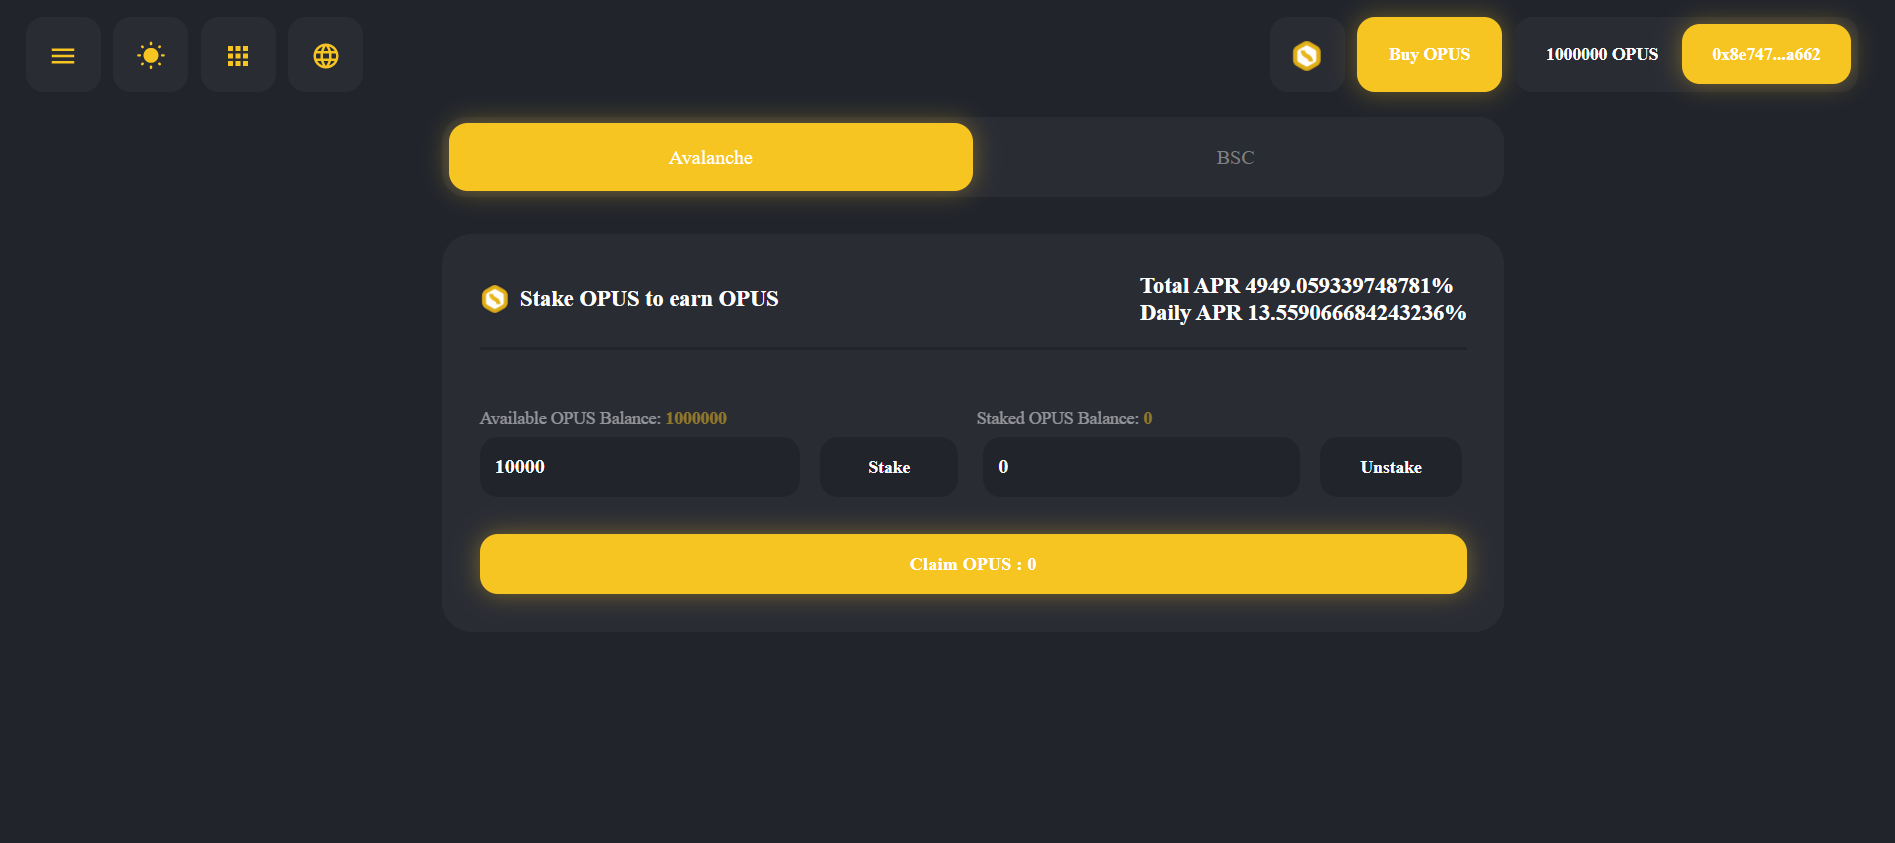 Buy OPUS
1000000 OPUS
0x8e747...a662
Avalanche
BSC
Stake OPUS to earn OPUS
Total APR 4949.059339748781%
Daily APR 13.559066684243236%
Available OPUS Balance: 1000000
Staked OPUS Balance: 0
10000
Stake
0
Unstake
Claim OPUS : 0